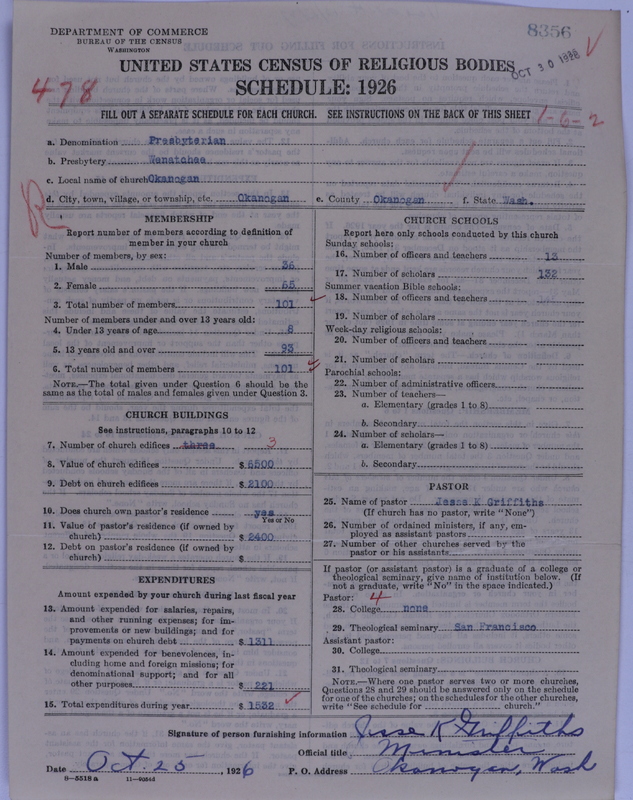 DEPARTMENT OF COMMERCE
BUREAU OF THE CENSUS
WASHINGTON
8356
OCT 30 1926
UNITED STATES CENSUS OF RELIGIOUS BODIES
478
SCHEDULE: 1926
FILL OUT A SEPARATE SCHEDULE FOR EACH CHURCH. SEE INSTRUCTIONS ON THE BACK OF THIS SHEET
1-6-2
a. Denomination Presbyterian
b. Presbytery Wenatchee
c. Local name of church Okanogan
d. City, town, village, or township, etc. Okanogan e. County Okanogan f. State Wash.
R
MEMBERSHIP
Report number of members according to definition of
member in your church
Number of members, by sex:
1. Male 36
2. Female 65
3. Total number of members 101
Number of members under and over 13 years old:
4. Under 13 years of age 8
5. 13 years old and over 93
6. Total number of members 101
NOTE.—The total given under Question 6 should be the
same as the total of males and females given under Question 3.
CHURCH BUILDINGS
See instructions, paragraphs 10 to 12
7. Number of church edifices three 3
8. Value of church edifices $ 6500
9. Debt on church edifices $ 2100
10. Does church own pastor's residence yes
Yes or No
11. Value of pastor's residence (if owned by
church) $ 2400
12. Debt on pastor's residence (if owned by
church) $
EXPENDITURES
Amount expended by your church during last fiscal year
13. Amount expended for salaries, repairs,
and other running expenses; for im-
provements or new buildings; and for
payments on church debt $ 1311
14. Amount expended for benevolences, in-
cluding home and foreign missions; for
denominational support; and for all
other purposes $ 221
15. Total expenditures during year $ 1532
CHURCH SCHOOLS
Report here only schools conducted by this church
Sunday schools:
16. Number of officers and teachers 13
17. Number of scholars 132
Summer vacation Bible schools:
18. Number of officers and teachers
19. Number of scholars
Week-day religious schools:
20. Number of officers and teachers
21. Number of scholars
Parochial schools:
22. Number of administrative officers
23. Number of teachers—
a. Elementary (grades 1 to 8)
b. Secondary
24. Number of scholars—
a. Elementary (grades 1 to 8)
b. Secondary
PASTOR
25. Name of pastor Jesse K Griffiths
(If church has no pastor, write "None")
26. Number of ordained ministers, if any, em-
ployed as assistant pastors
27. Number of other churches served by the
pastor or his assistants
If pastor (or assistant pastor) is a graduate of a college or
theological seminary, give name of institution below. (If
not a graduate, write "No" in the space indicated.)
Pastor: 4
28. College none
29. Theological seminary San Francisco
Assistant pastor:
30. College
31. Theological seminary
NOTE.—Where one pastor serves two or more churches,
Questions 28 and 29 should be answered only on the schedule
for one of the churches; on the schedules for the other churches,
write "See schedule for church."
Signature of person furnishing information Jesse K Griffiths
Official title Minister
Date Oct. 25, 1926 P. O. Address Okanogan, Wash
8-5518 a